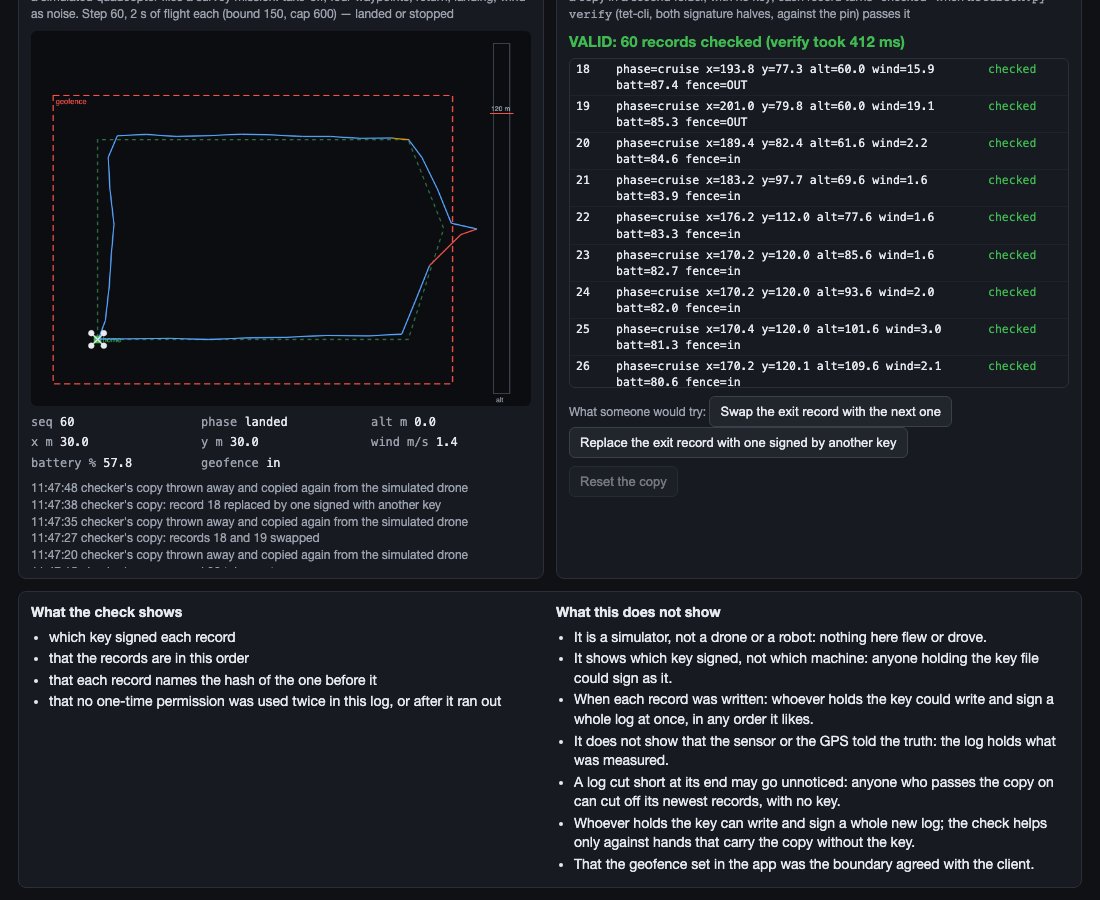 as noise. Step 60, 2 s of flight each (bound 150, cap 600) — landed or stopped
geofence
120 m
alt
seq 60 phase landed alt m 0.0
x m 30.0 y m 30.0 wind m/s 1.4
battery % 57.8 geofence in
11:47:48 checker's copy thrown away and copied again from the simulated drone
11:47:38 checker's copy: record 18 replaced by one signed with another key
11:47:35 checker's copy thrown away and copied again from the simulated drone
11:47:27 checker's copy: records 18 and 19 swapped
11:47:20 checker's copy thrown away and copied again from the simulated drone
verify (tet-cli, both signature halves, against the pin) passes it
VALID: 60 records checked (verify took 412 ms)
18 phase=cruise x=193.8 y=77.3 alt=60.0 wind=15.9 checked
batt=87.4 fence=OUT
19 phase=cruise x=201.0 y=79.8 alt=60.0 wind=19.1 checked
batt=85.3 fence=OUT
20 phase=cruise x=189.4 y=82.4 alt=61.6 wind=2.2 checked
batt=84.6 fence=in
21 phase=cruise x=183.2 y=97.7 alt=69.6 wind=1.6 checked
batt=83.9 fence=in
22 phase=cruise x=176.2 y=112.0 alt=77.6 wind=1.6 checked
batt=83.3 fence=in
23 phase=cruise x=170.2 y=120.0 alt=85.6 wind=1.6 checked
batt=82.7 fence=in
24 phase=cruise x=170.2 y=120.0 alt=93.6 wind=2.0 checked
batt=82.0 fence=in
25 phase=cruise x=170.4 y=120.0 alt=101.6 wind=3.0 checked
batt=81.3 fence=in
26 phase=cruise x=170.2 y=120.1 alt=109.6 wind=2.1 checked
batt=80.6 fence=in
What someone would try: Swap the exit record with the next one
Replace the exit record with one signed by another key
Reset the copy
What the check shows
• which key signed each record
• that the records are in this order
• that each record names the hash of the one before it
• that no one-time permission was used twice in this log, or after it ran out
What this does not show
• It is a simulator, not a drone or a robot: nothing here flew or drove.
• It shows which key signed, not which machine: anyone holding the key file
could sign as it.
• When each record was written: whoever holds the key could write and sign a
whole log at once, in any order it likes.
• It does not show that the sensor or the GPS told the truth: the log holds what
was measured.
• A log cut short at its end may go unnoticed: anyone who passes the copy on
can cut off its newest records, with no key.
• Whoever holds the key can write and sign a whole new log; the check helps
only against hands that carry the copy without the key.
• That the geofence set in the app was the boundary agreed with the client.